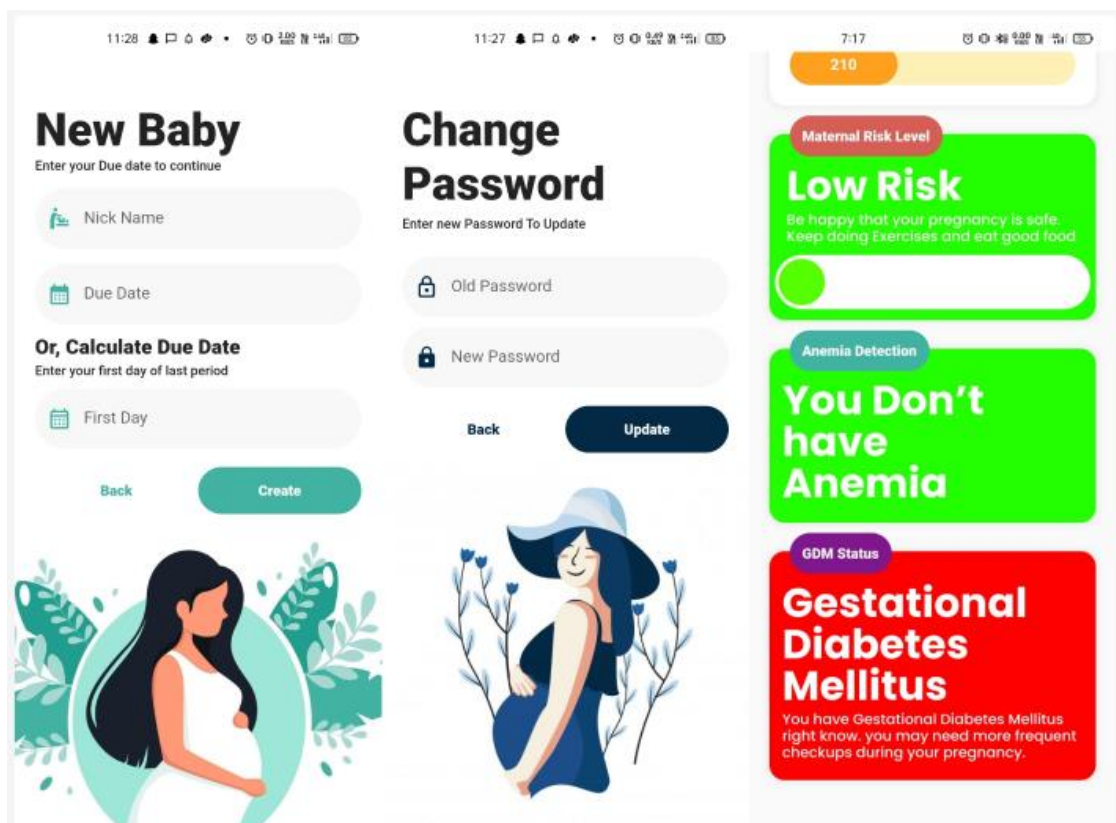 11:28
New Baby
Enter your Due date to continue
Nick Name
Due Date
Or, Calculate Due Date
Enter your first day of last period
First Day
Back
Create
11:27
Change
Password
Enter new Password To Update
Old Password
New Password
Back
Update
7:17
210
Maternal Risk Level
Low Risk
Be happy that your pregnancy is safe.
Keep doing Exercises and eat good food
Anemia Detection
You Don't
have
Anemia
GDM Status
Gestational
Diabetes
Mellitus
You have Gestational Diabetes Mellitus
right know. you may need more frequent
checkups during your pregnancy.